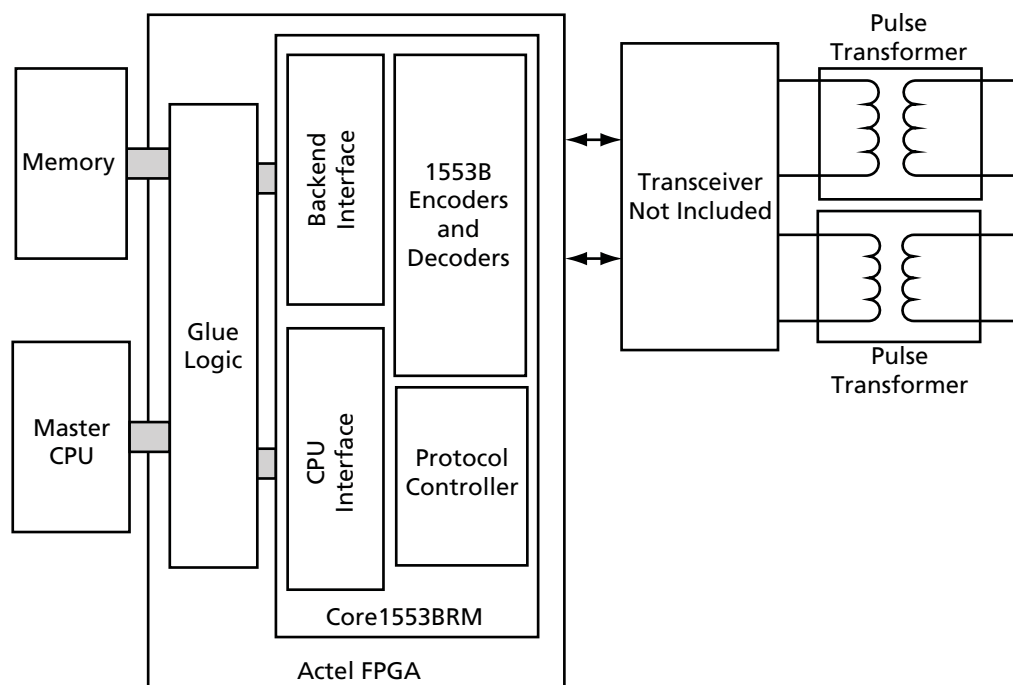 Memory
Master
CPU
Glue
Logic
Backend
Interface
CPU
Interface
1553B
Encoders
and
Decoders
Protocol
Controller
Core1553BRM
Actel FPGA
Transceiver
Not Included
Pulse
Transformer
Pulse
Transformer